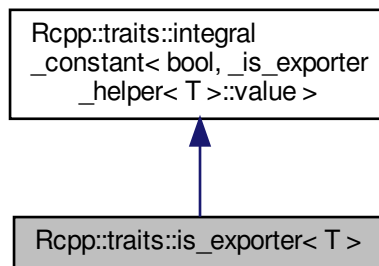 Rcpp::traits::integral
_constant< bool, _is_exporter
_helper< T >::value >
Rcpp::traits::is_exporter< T >